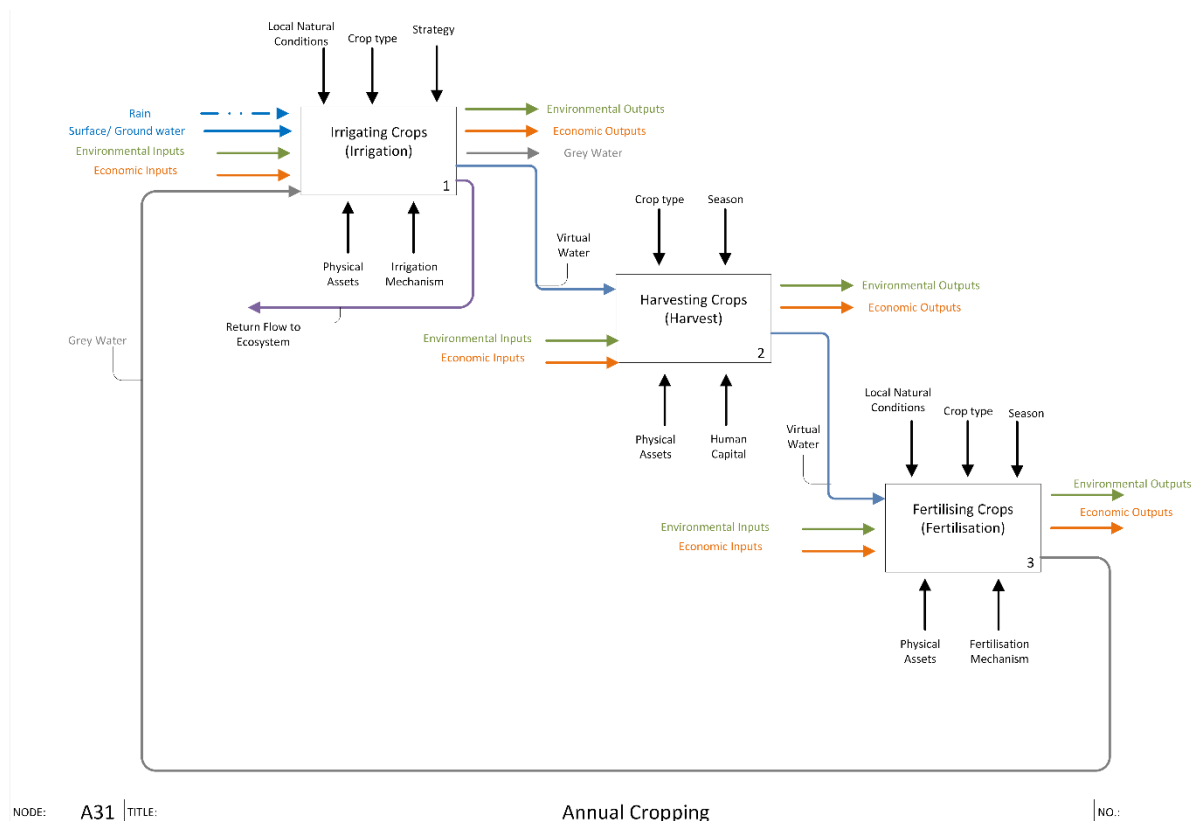 Local Natural
Conditions
Crop type
Strategy
Rain
Surface/ Ground water
Environmental Inputs
Economic Inputs
Irrigating Crops
(Irrigation)
1
Environmental Outputs
Economic Outputs
Grey Water
Physical
Assets
Irrigation
Mechanism
Return Flow to
Ecosystem
Grey Water
Virtual
Water
Crop type
Season
Harvesting Crops
(Harvest)
2
Environmental Inputs
Economic Inputs
Environmental Outputs
Economic Outputs
Physical
Assets
Human
Capital
Virtual
Water
Local Natural
Conditions
Crop type
Season
Fertilising Crops
(Fertilisation)
3
Environmental Inputs
Economic Inputs
Environmental Outputs
Economic Outputs
Physical
Assets
Fertilisation
Mechanism
NODE: A31 TITLE: Annual Cropping NO.: